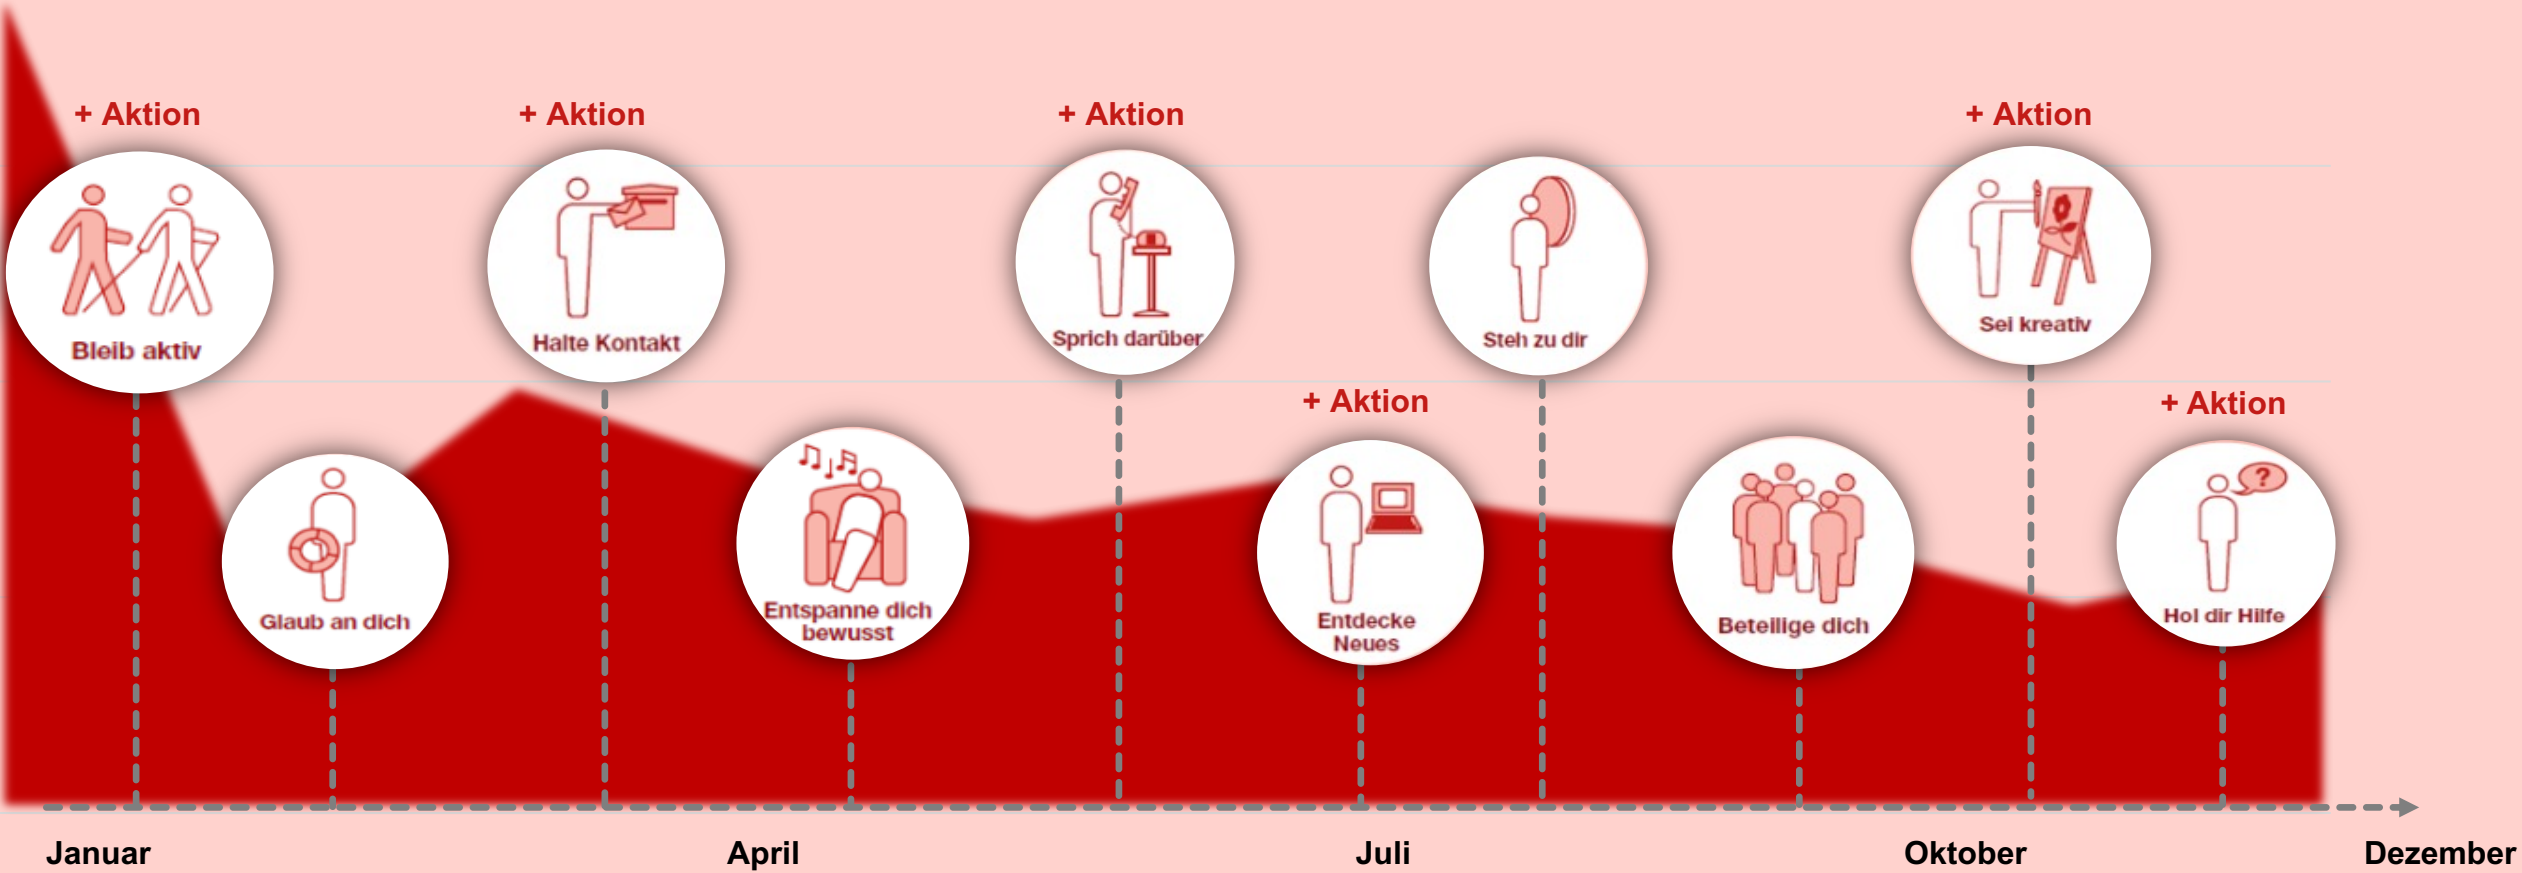 + Aktion
+ Aktion
+ Aktion
+ Aktion
Bleib aktiv
Halte Kontakt
Sprich darüber
Steh zu dir
Sei kreativ
+ Aktion
+ Aktion
Glaub an dich
Entspanne dich
bewusst
Entdecke
Neues
Beteilige dich
?
Hol dir Hilfe
Januar
April
Juli
Oktober
Dezember